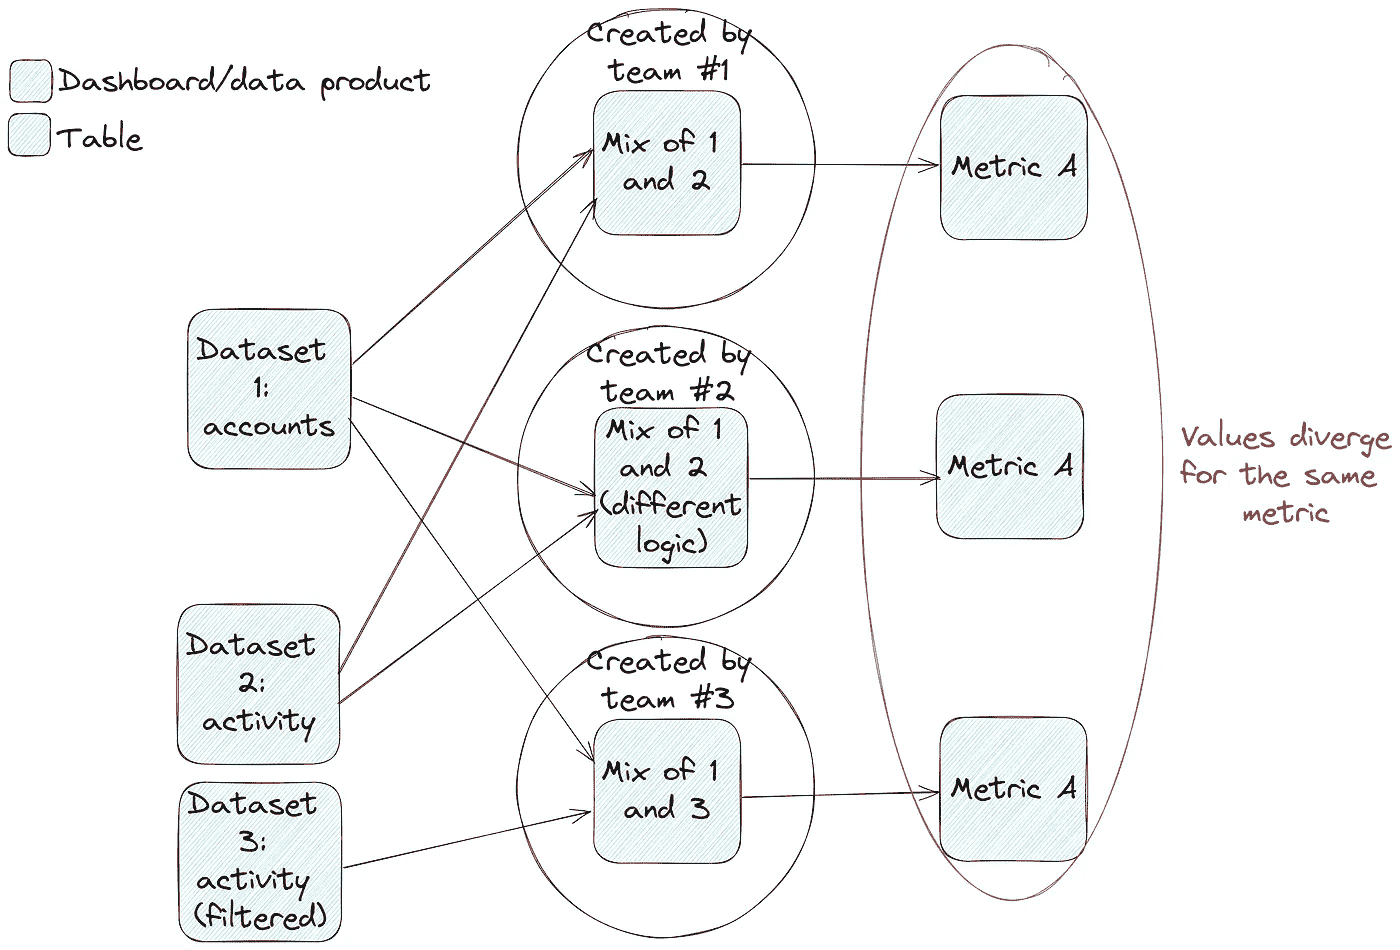 Dashboard/data product
Table
Created by
team #1
Mix of 1
and 2
Metric A
Dataset
1:
accounts
Created by
team #2
Mix of 1
and 2
(different
logic)
Metric A
Values diverge
for the same
metric
Dataset
2:
activity
Created by
team #3
Mix of 1
and 3
Metric A
Dataset
3:
activity
(filtered)